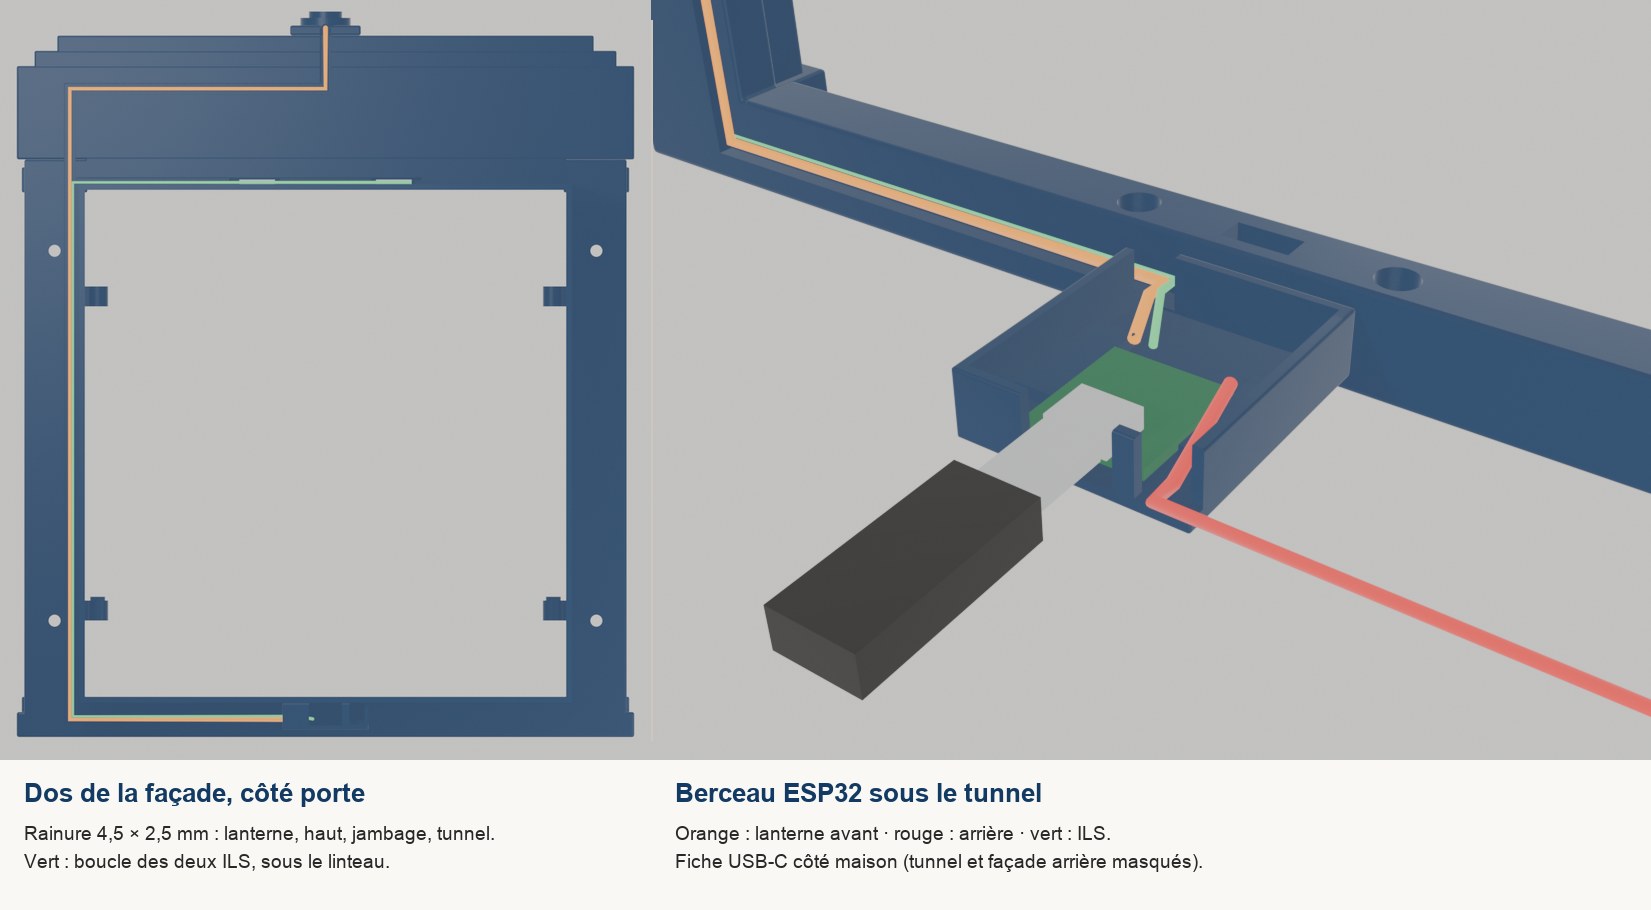 Dos de la façade, côté porte
Rainure 4,5 × 2,5 mm : lanterne, haut, jambage, tunnel.
Vert : boucle des deux ILS, sous le linteau.
Berceau ESP32 sous le tunnel
Orange : lanterne avant · rouge : arrière · vert : ILS.
Fiche USB-C côté maison (tunnel et façade arrière masqués).